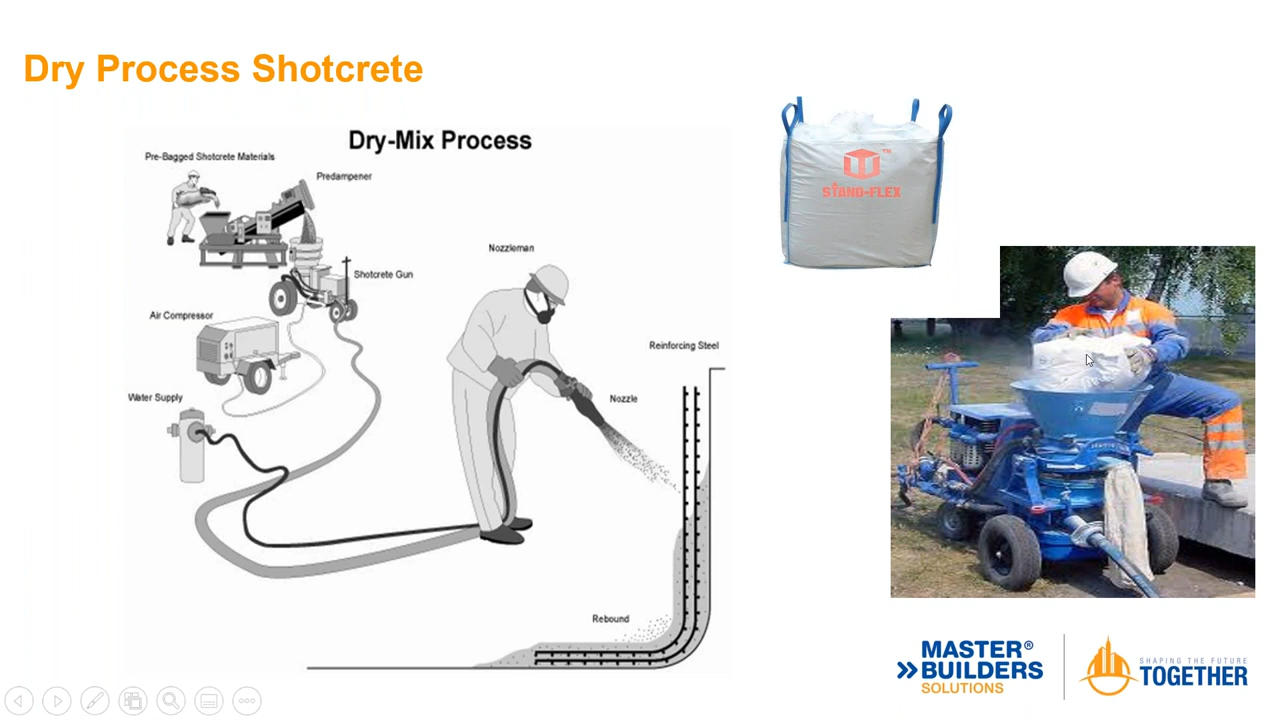 Dry Process Shotcrete
Dry-Mix Process
Pre-Bagged Shotcrete Materials
Predampener
Nozzleman
Shotcrete Gun
Air Compressor
Reinforcing Steel
Water Supply
Nozzle
Rebound
STAND-FLEX™
MASTER®
BUILDERS
SOLUTIONS
SHAPING THE FUTURE
TOGETHER